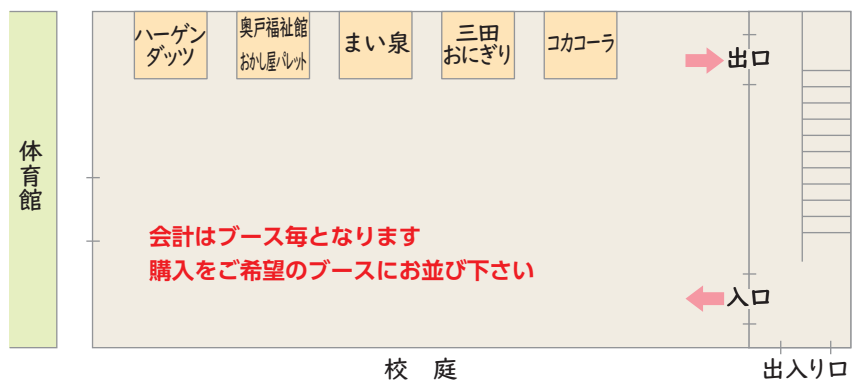 ハーゲン
ダッツ
奥戸福祉館
おかし屋パレット
まい泉
三田
おにぎり
コカコーラ
出口
体育館
会計はブース毎となります
購入をご希望のブースにお並び下さい
入口
校庭
出入り口